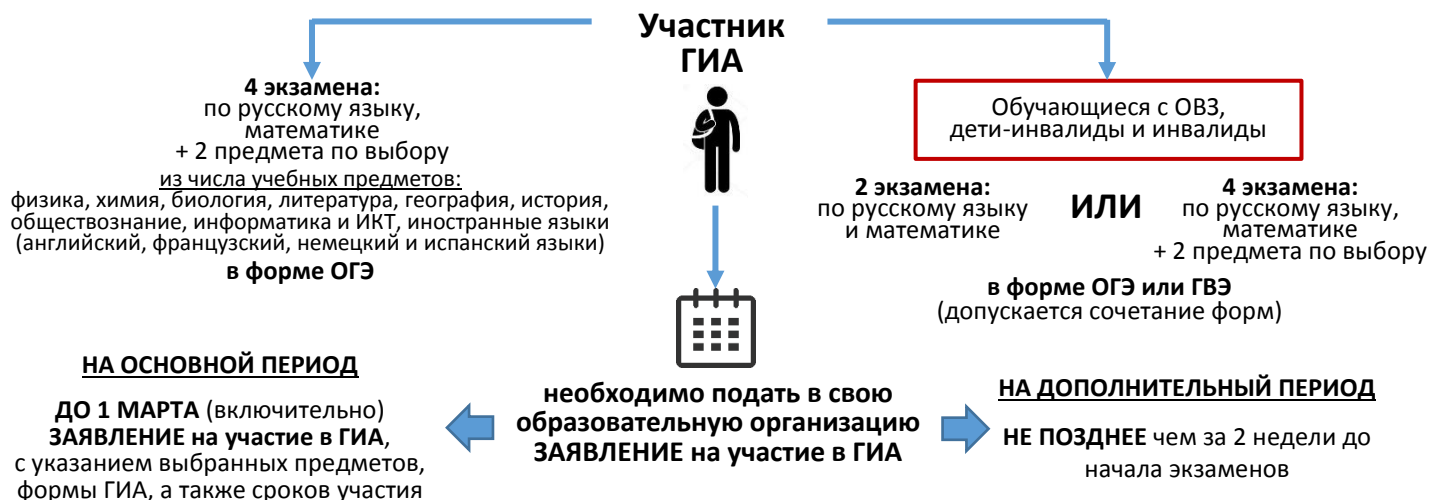 Участник
ГИА
4 экзамена:
по русскому языку,
математике
+ 2 предмета по выбору
из числа учебных предметов:
физика, химия, биология, литература, география, история,
обществознание, информатика и ИКТ, иностранные языки
(английский, французский, немецкий и испанский языки)
в форме ОГЭ
Обучающиеся с ОВЗ,
дети-инвалиды и инвалиды
2 экзамена:
по русскому языку
и математике
ИЛИ
4 экзамена:
по русскому языку,
математике
+ 2 предмета по выбору
в форме ОГЭ или ГВЭ
(допускается сочетание форм)
НА ОСНОВНОЙ ПЕРИОД
ДО 1 МАРТА (включительно)
ЗАЯВЛЕНИЕ на участие в ГИА,
с указанием выбранных предметов,
формы ГИА, а также сроков участия
необходимо подать в свою
образовательную организацию
ЗАЯВЛЕНИЕ на участие в ГИА
НА ДОПОЛНИТЕЛЬНЫЙ ПЕРИОД
НЕ ПОЗДНЕЕ чем за 2 недели до
начала экзаменов